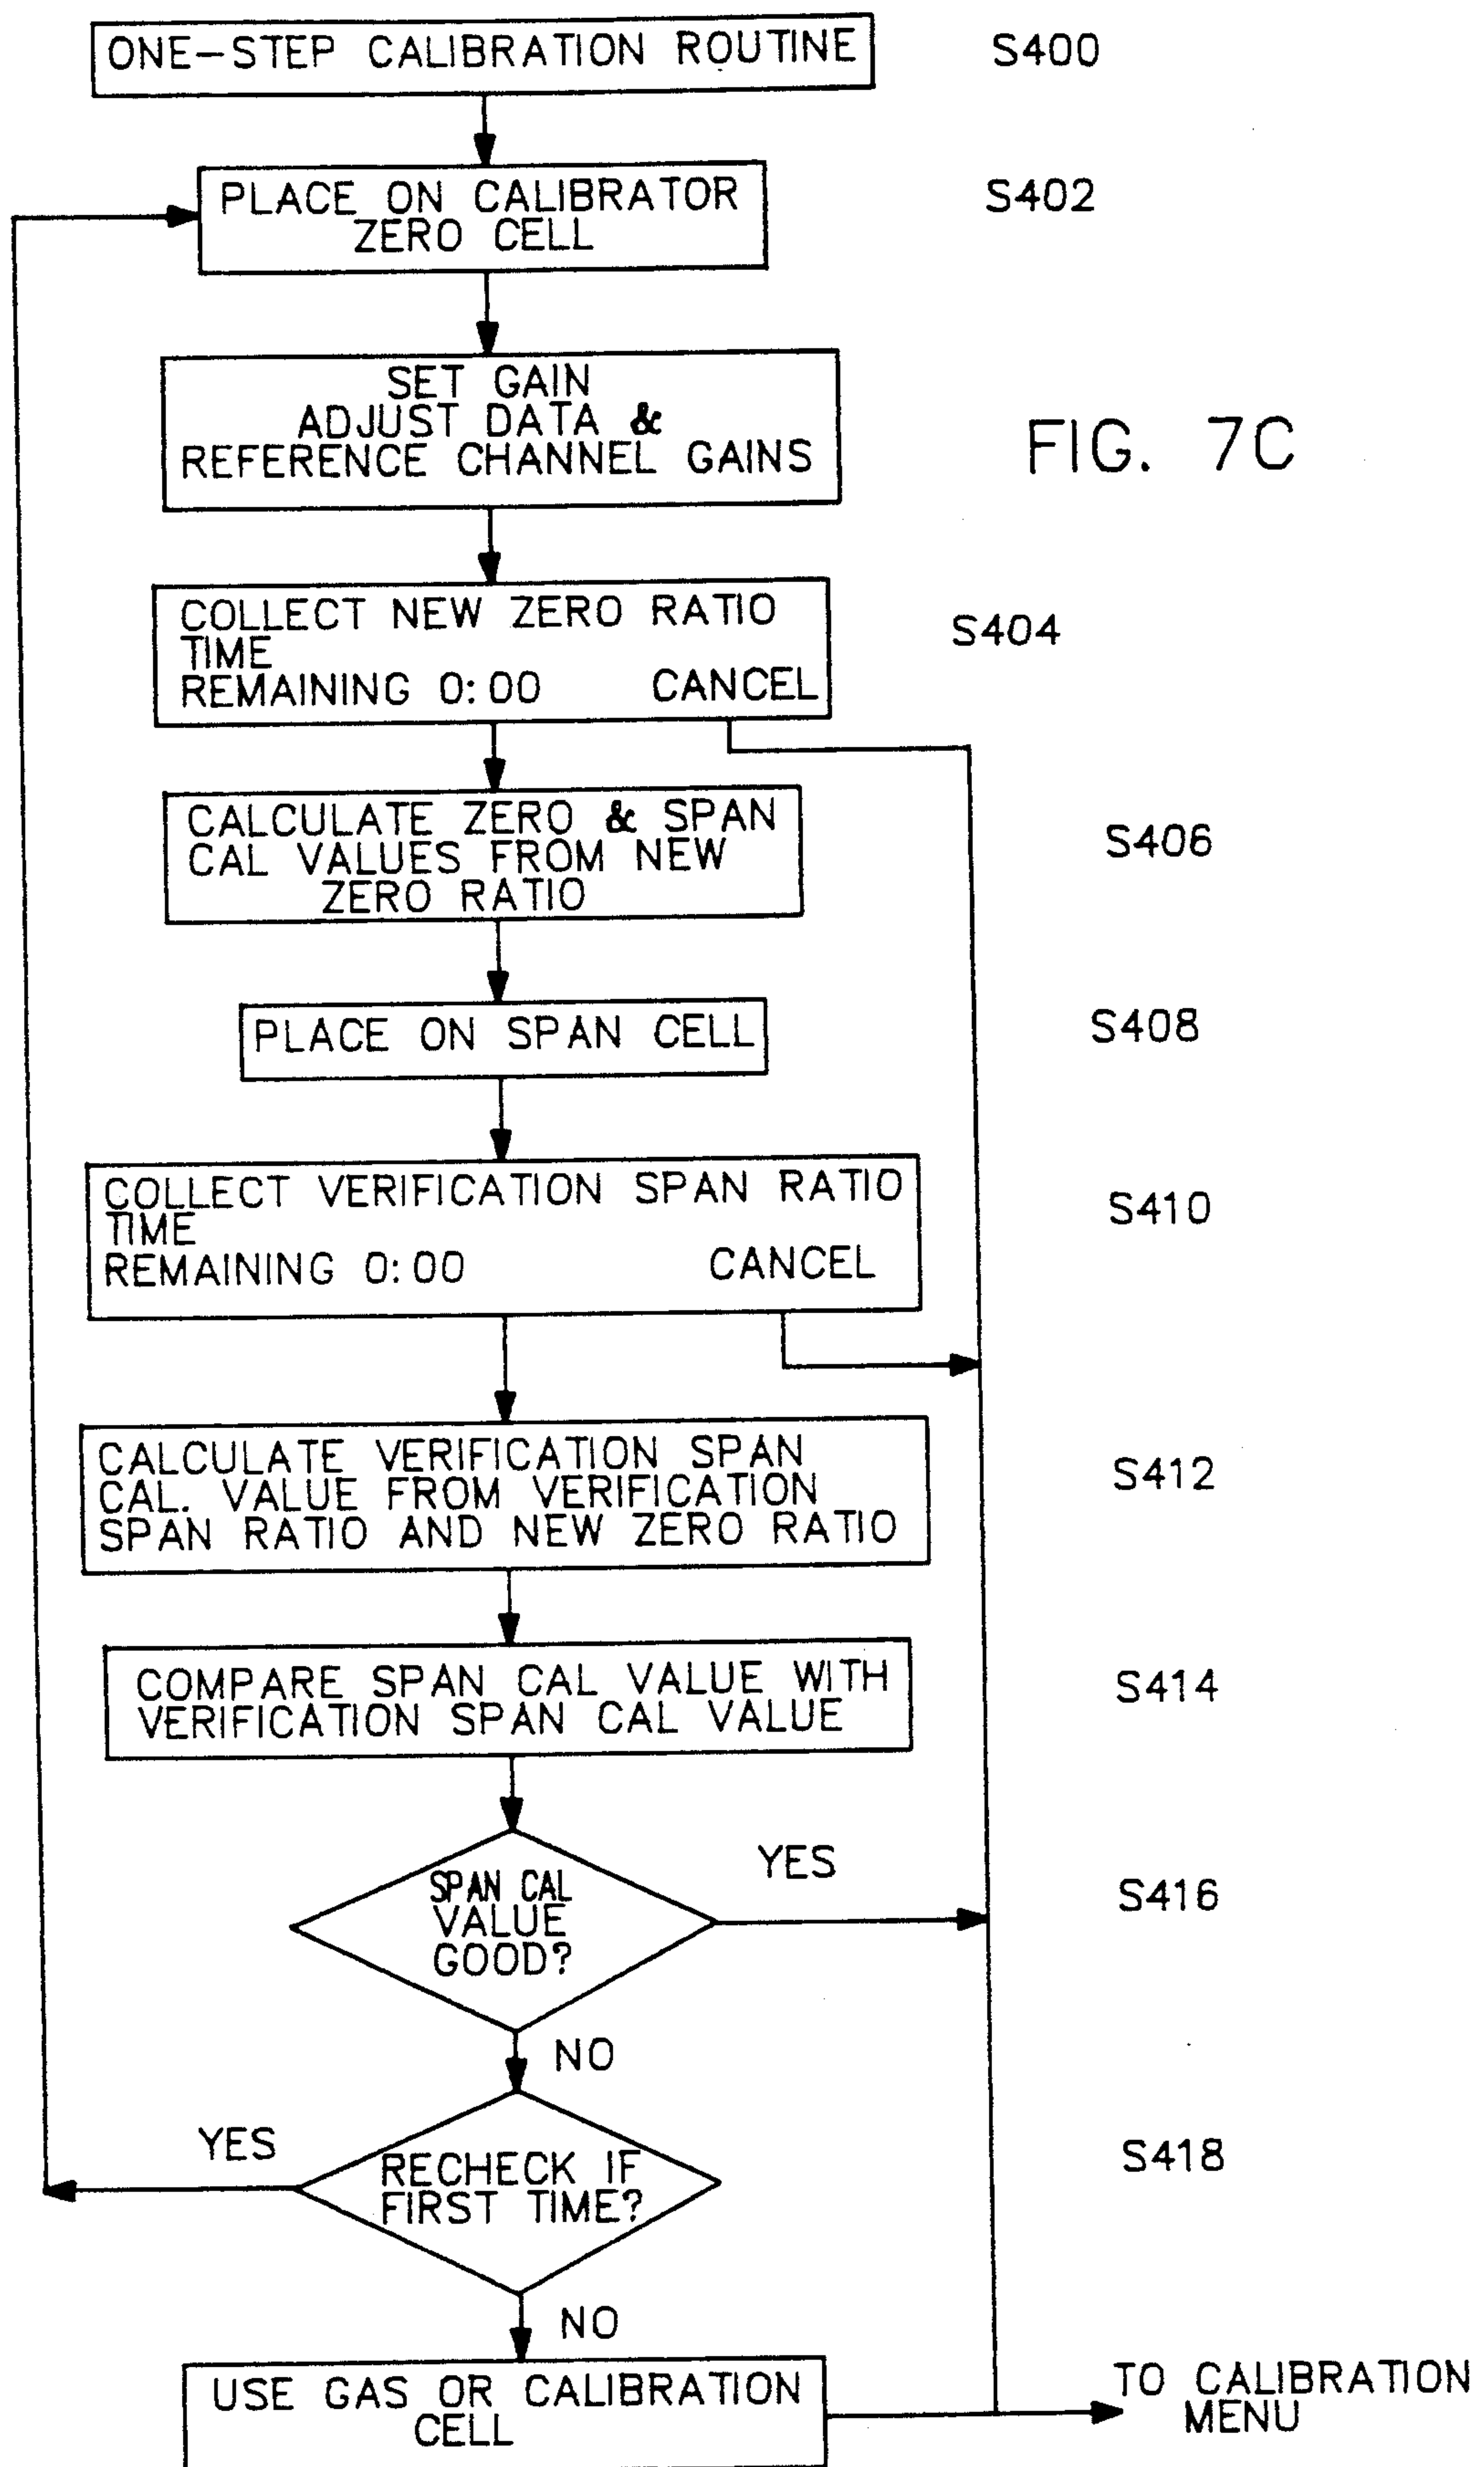 ONE-STEP CALIBRATION ROUTINE
S400
PLACE ON CALIBRATOR
ZERO CELL
S402
SET GAIN
ADJUST DATA &
REFERENCE CHANNEL GAINS
FIG. 7C
COLLECT NEW ZERO RATIO
TIME
REMAINING 0:00 CANCEL
S404
CALCULATE ZERO & SPAN
CAL VALUES FROM NEW
ZERO RATIO
S406
PLACE ON SPAN CELL
S408
COLLECT VERIFICATION SPAN RATIO
TIME
REMAINING 0:00 CANCEL
S410
CALCULATE VERIFICATION SPAN
CAL. VALUE FROM VERIFICATION
SPAN RATIO AND NEW ZERO RATIO
S412
COMPARE SPAN CAL VALUE WITH
VERIFICATION SPAN CAL VALUE
S414
SPAN CAL
VALUE
GOOD?
YES
S416
NO
YES
RECHECK IF
FIRST TIME?
S418
NO
USE GAS OR CALIBRATION
CELL
TO CALIBRATION
MENU